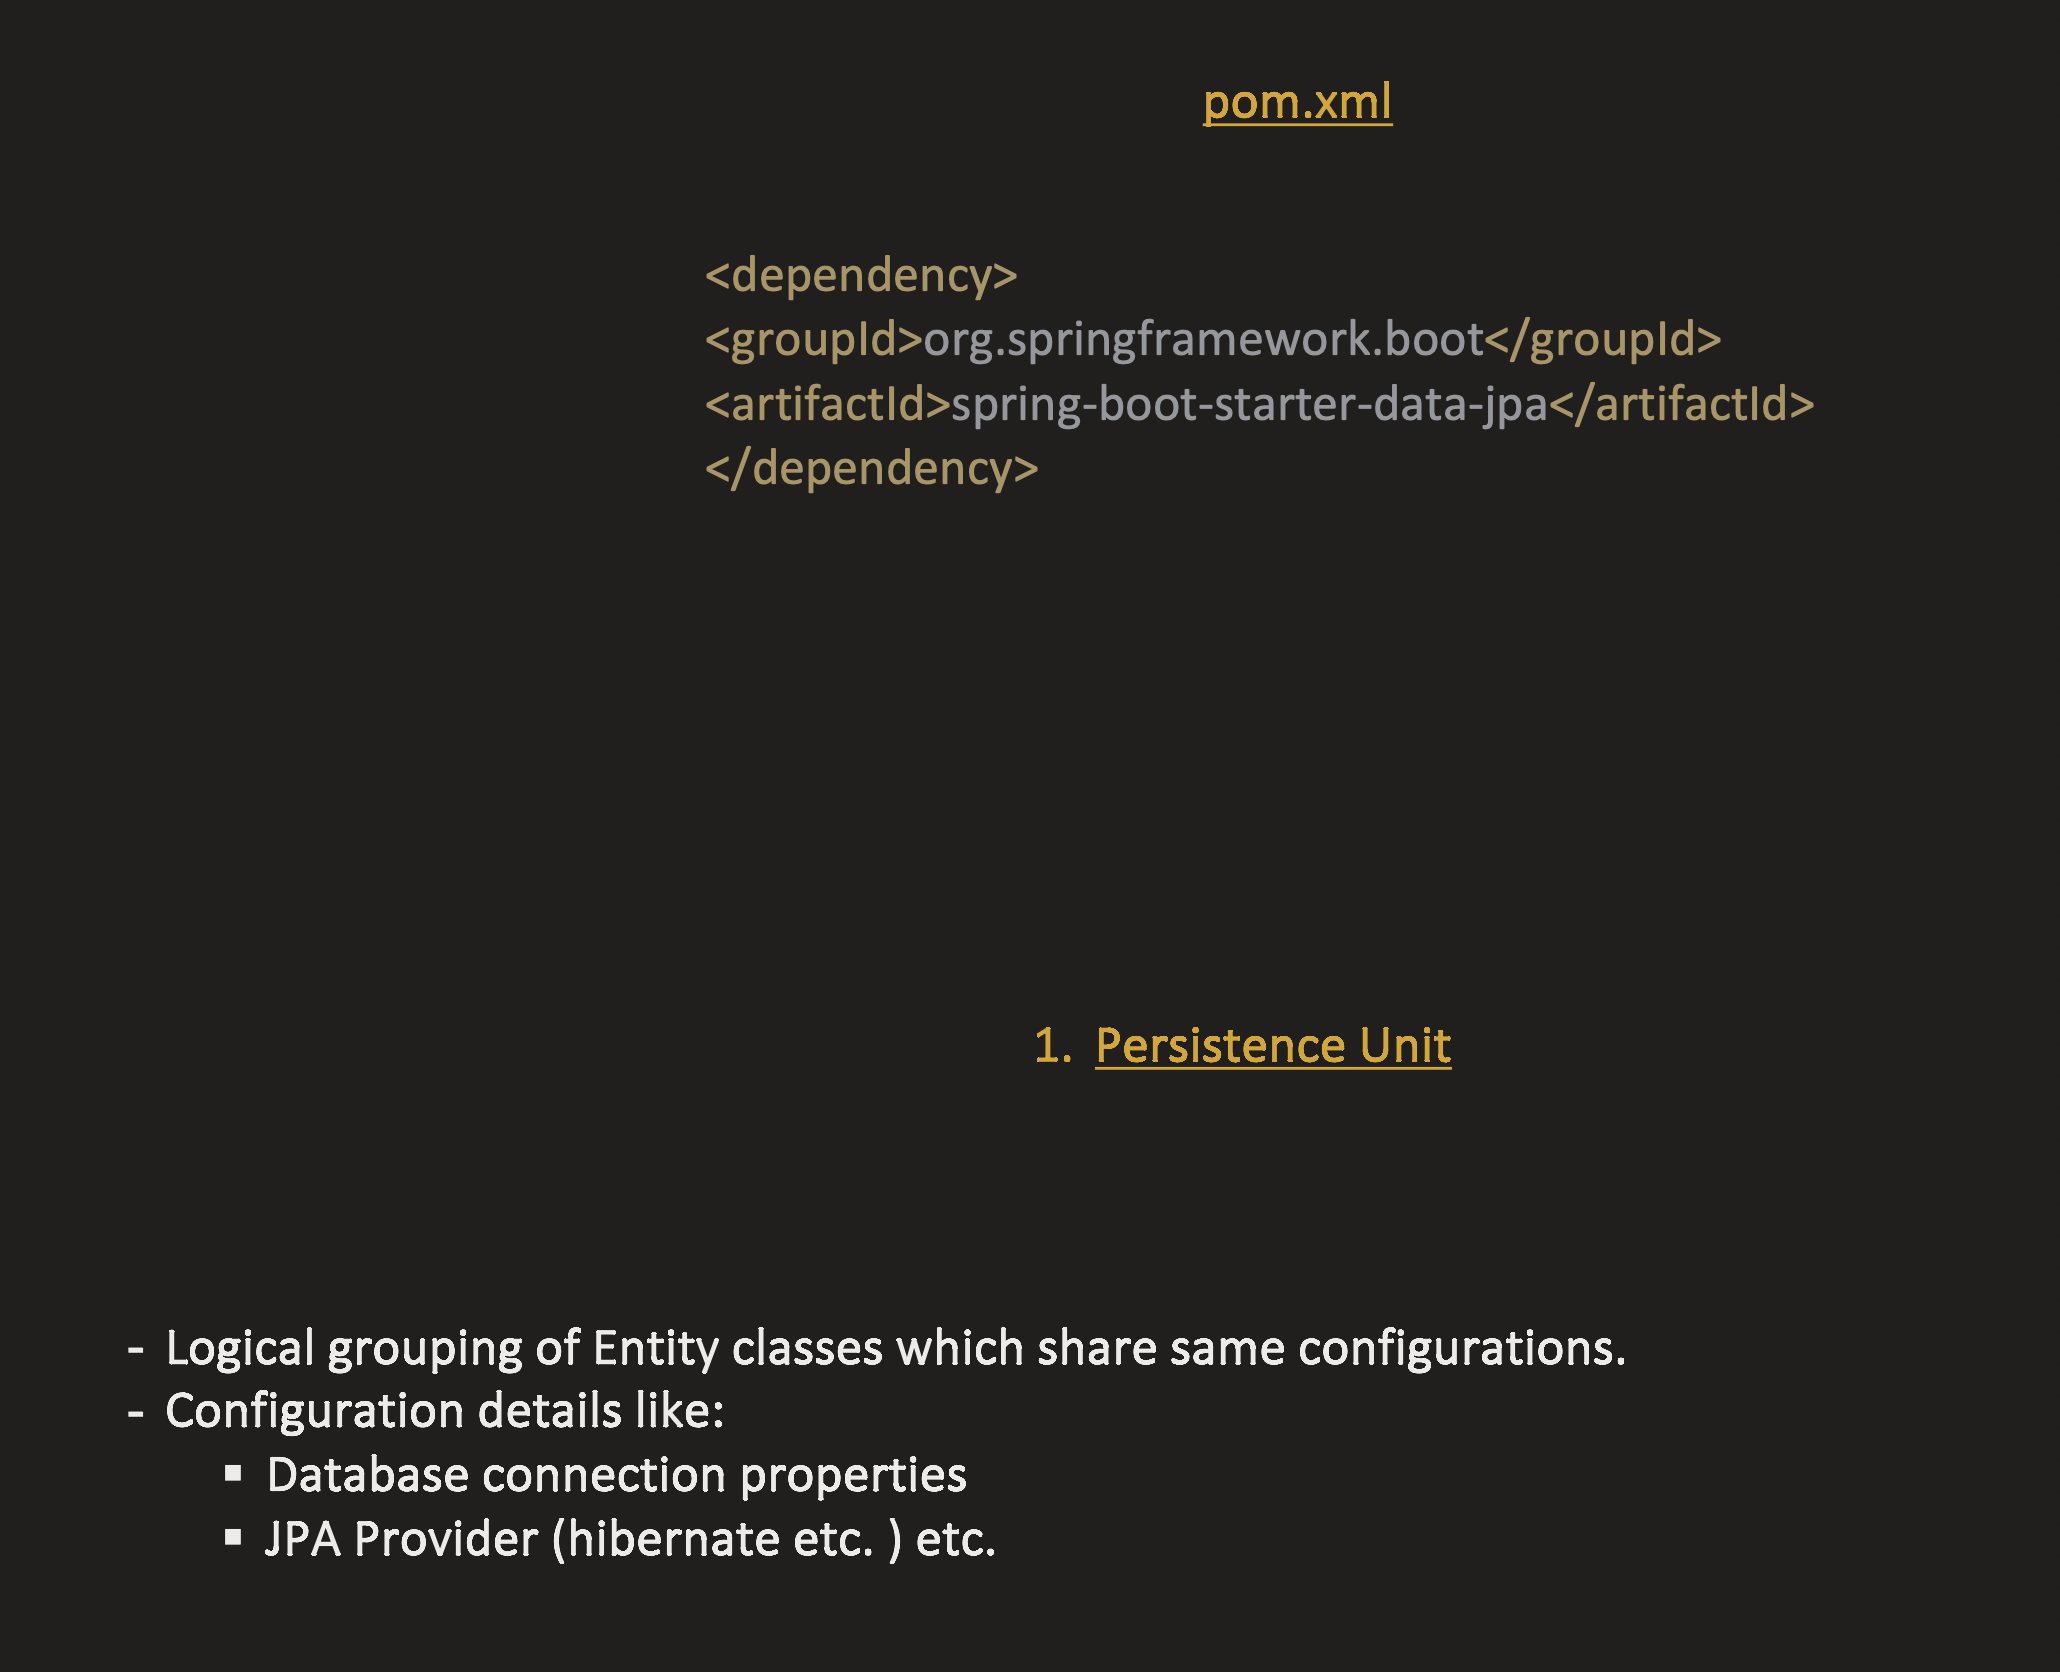 pom.xml
<dependency>
<groupId>org.springframework.boot</groupId>
<artifactId>spring-boot-starter-data-jpa</artifactId>
</dependency>
1. Persistence Unit
- Logical grouping of Entity classes which share same configurations.
- Configuration details like:
▪ Database connection properties
▪ JPA Provider (hibernate etc. ) etc.